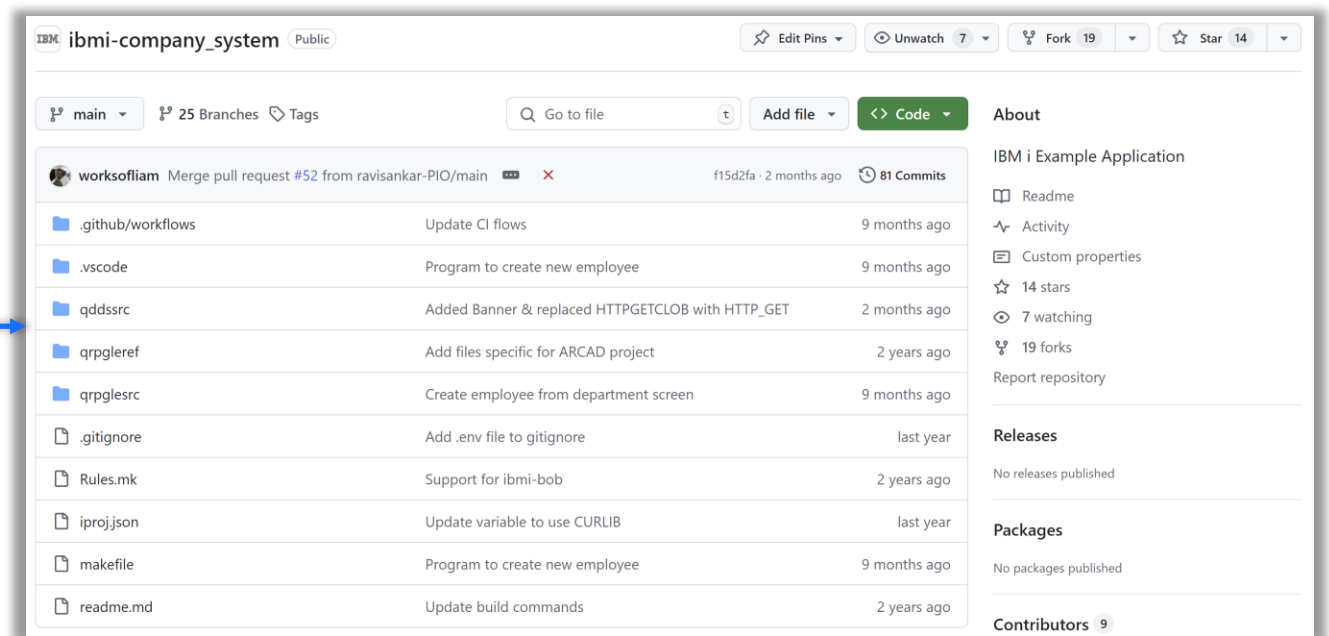 IBM ibmi-company_system Public Edit Pins Unwatch 7 Fork 19 Star 14
main 25 Branches Tags Go to file t Add file <> Code
worksofliam Merge pull request #52 from ravisankar-PIO/main ... f15d2fa · 2 months ago 81 Commits
.github/workflows Update CI flows 9 months ago
.vscode Program to create new employee 9 months ago
qddssrc Added Banner & replaced HTTPGETCLOB with HTTP_GET 2 months ago
qrpgleref Add files specific for ARCAD project 2 years ago
qrpglesrc Create employee from department screen 9 months ago
.gitignore Add .env file to gitignore last year
Rules.mk Support for ibmi-bob 2 years ago
iproj.json Update variable to use CURLIB last year
makefile Program to create new employee 9 months ago
readme.md Update build commands 2 years ago
About
IBM i Example Application
Readme
Activity
Custom properties
14 stars
7 watching
19 forks
Report repository
Releases
No releases published
Packages
No packages published
Contributors 9